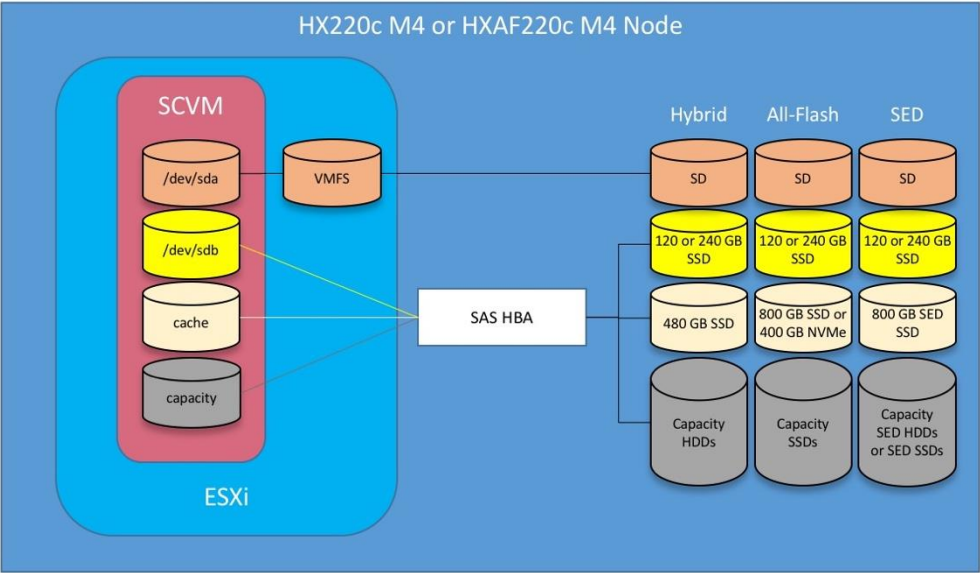 HX220c M4 or HXAF220c M4 Node
SCVM
Hybrid
All-Flash
SED
/dev/sda
VMFS
SD
SD
SD
/dev/sdb
120 or 240 GB
SSD
120 or 240 GB
SSD
120 or 240 GB
SSD
cache
SAS HBA
480 GB SSD
800 GB SSD or
400 GB NVMe
800 GB SED
SSD
capacity
Capacity
HDDs
Capacity
SSDs
Capacity
SED HDDs
or SED SSDs
ESXi